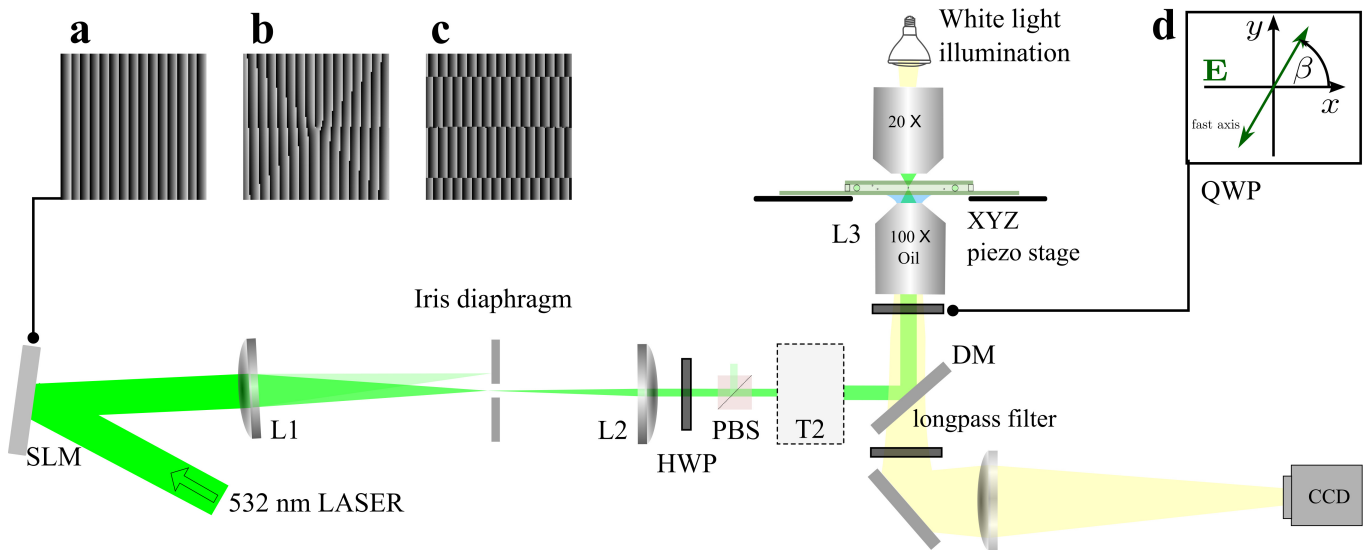 a
b
c
White light
illumination
d
y
E
β
x
fast axis
20 X
QWP
L3
100 X
Oil
XYZ
piezo stage
Iris diaphragm
DM
L1
L2
PBS
T2
longpass filter
SLM
HWP
532 nm LASER
CCD